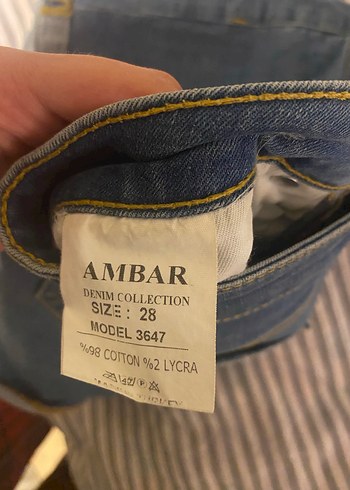 AMBAR
DENIM COLLECTION
SIZE : 28
MODEL 3647
%98 COTTON %2 LYCRA